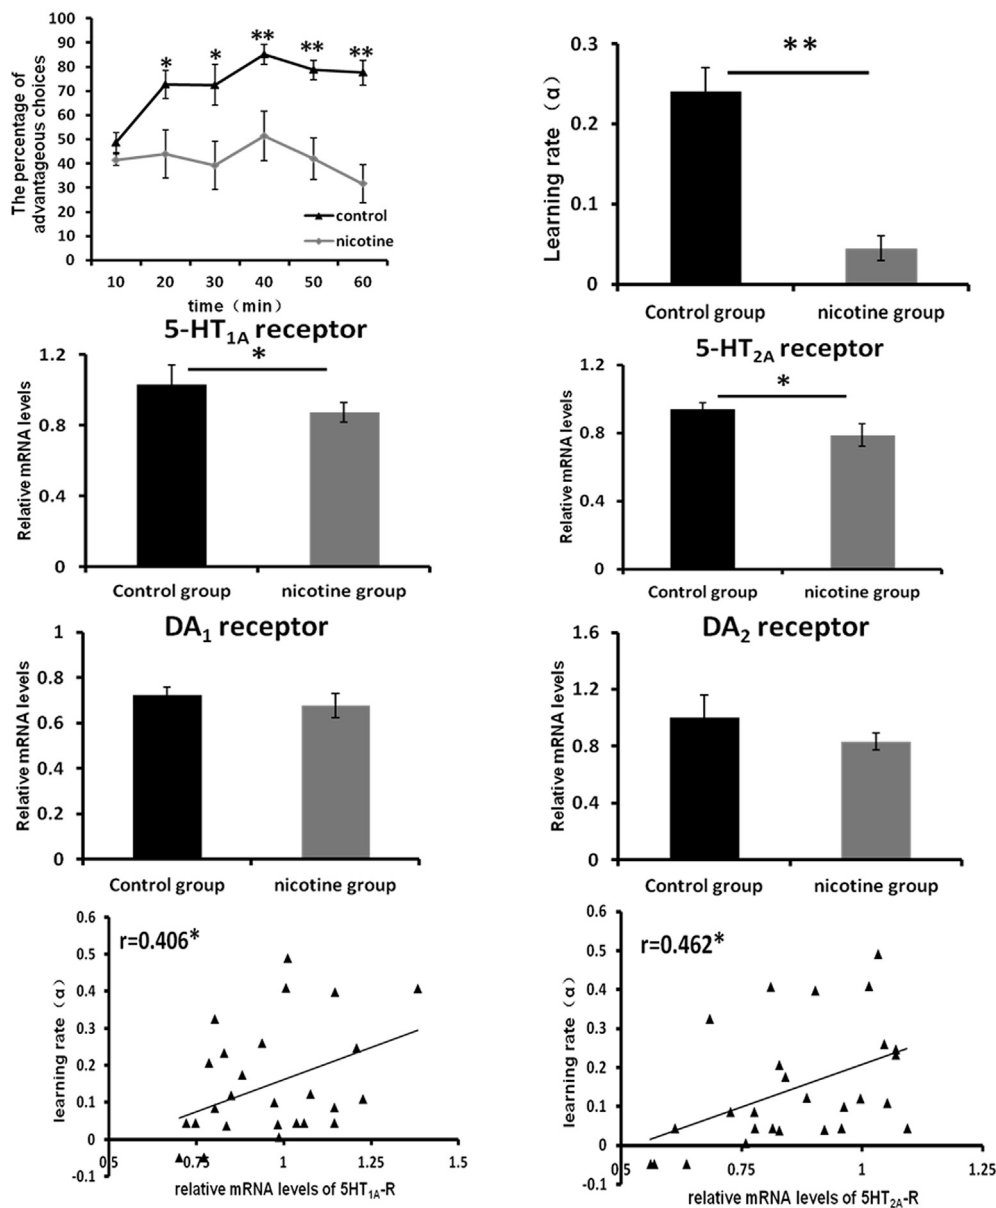 100
90
80
70
60
50
40
30
20
10
0
The percentage of
advantageous choices
*
*
**
**
**
control
nicotine
10 20 30 40 50 60
time（min）
Learning rate（α）
0.3
0.2
0.1
0
**
Control group nicotine group
5-HT1A receptor
Relative mRNA levels
1.2
0.8
0.4
0
*
Control group nicotine group
5-HT2A receptor
Relative mRNA levels
1.2
0.8
0.4
0
*
Control group nicotine group
DA1 receptor
Relative mRNA levels
1
0.8
0.6
0.4
0.2
0
Control group nicotine group
DA2 receptor
Relative mRNA levels
1.6
1.2
0.8
0.4
0
Control group nicotine group
r=0.406*
learning rate（α）
0.6
0.5
0.4
0.3
0.2
0.1
0
-0.1
0.5 0.75 1 1.25 1.5
relative mRNA levels of 5HT1A-R
r=0.462*
learning rate（α）
0.6
0.5
0.4
0.3
0.2
0.1
0
-0.1
0.5 0.75 1 1.25
relative mRNA levels of 5HT2A-R